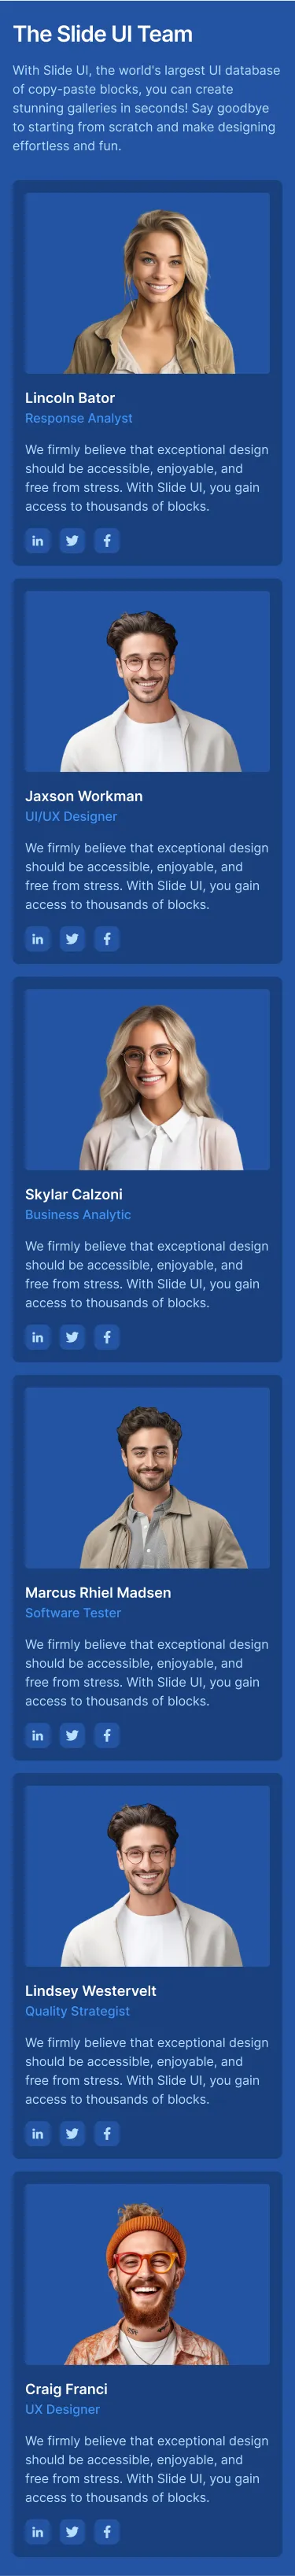 The Slide UI Team
With Slide UI, the world's largest UI database
of copy-paste blocks, you can create
stunning galleries in seconds! Say goodbye
to starting from scratch and make designing
effortless and fun.
Lincoln Bator
Response Analyst
We firmly believe that exceptional design
should be accessible, enjoyable, and
free from stress. With Slide UI, you gain
access to thousands of blocks.
Jaxson Workman
UI/UX Designer
We firmly believe that exceptional design
should be accessible, enjoyable, and
free from stress. With Slide UI, you gain
access to thousands of blocks.
Skylar Calzoni
Business Analytic
We firmly believe that exceptional design
should be accessible, enjoyable, and
free from stress. With Slide UI, you gain
access to thousands of blocks.
Marcus Rhiel Madsen
Software Tester
We firmly believe that exceptional design
should be accessible, enjoyable, and
free from stress. With Slide UI, you gain
access to thousands of blocks.
Lindsey Westervelt
Quality Strategist
We firmly believe that exceptional design
should be accessible, enjoyable, and
free from stress. With Slide UI, you gain
access to thousands of blocks.
Craig Franci
UX Designer
We firmly believe that exceptional design
should be accessible, enjoyable, and
free from stress. With Slide UI, you gain
access to thousands of blocks.